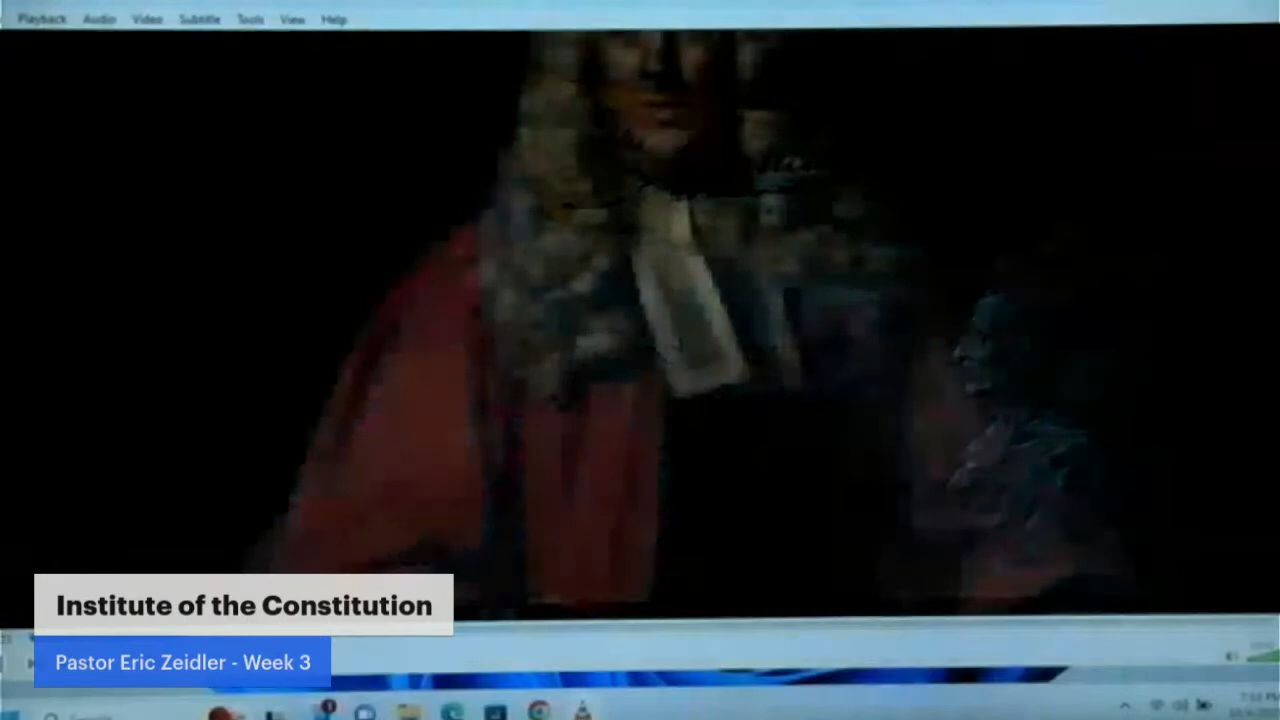 Playback Audio Video Subtitle Tools View Help
Institute of the Constitution
Pastor Eric Zeidler - Week 3